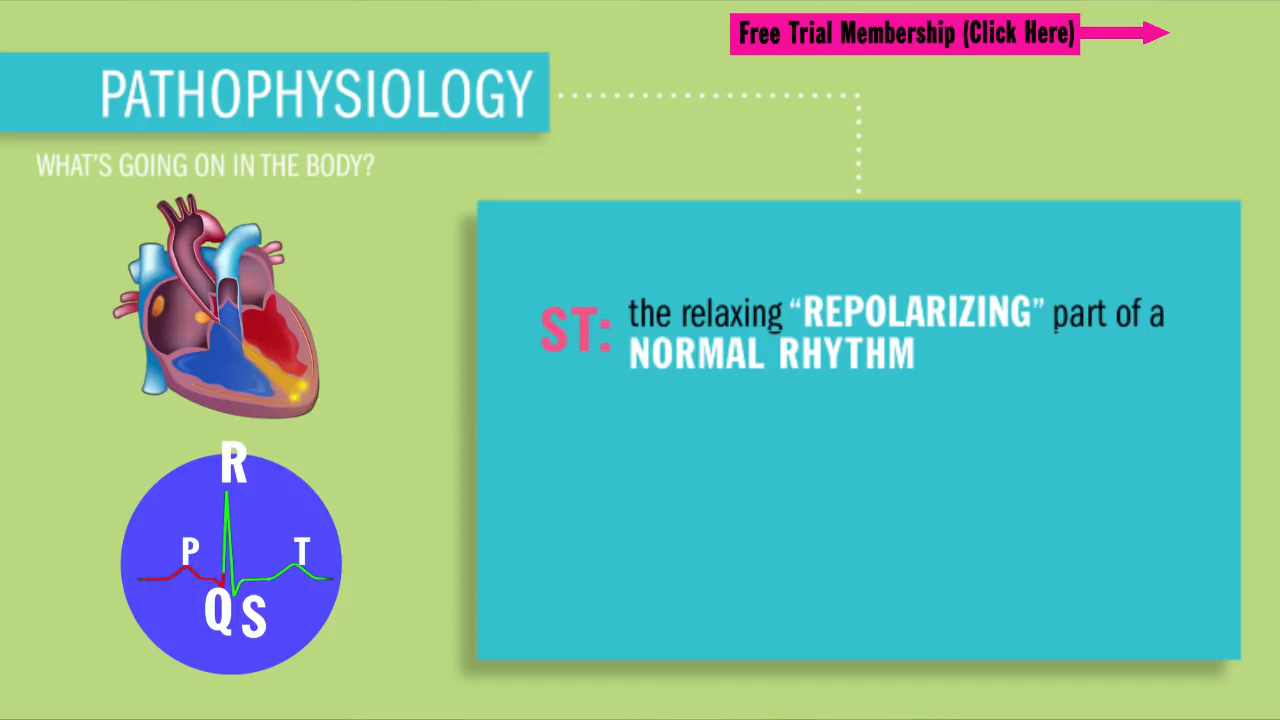 Free Trial Membership (Click Here)
PATHOPHYSIOLOGY
WHAT'S GOING ON IN THE BODY?
ST: the relaxing “REPOLARIZING” part of a
NORMAL RHYTHM
R
P
T
Q S